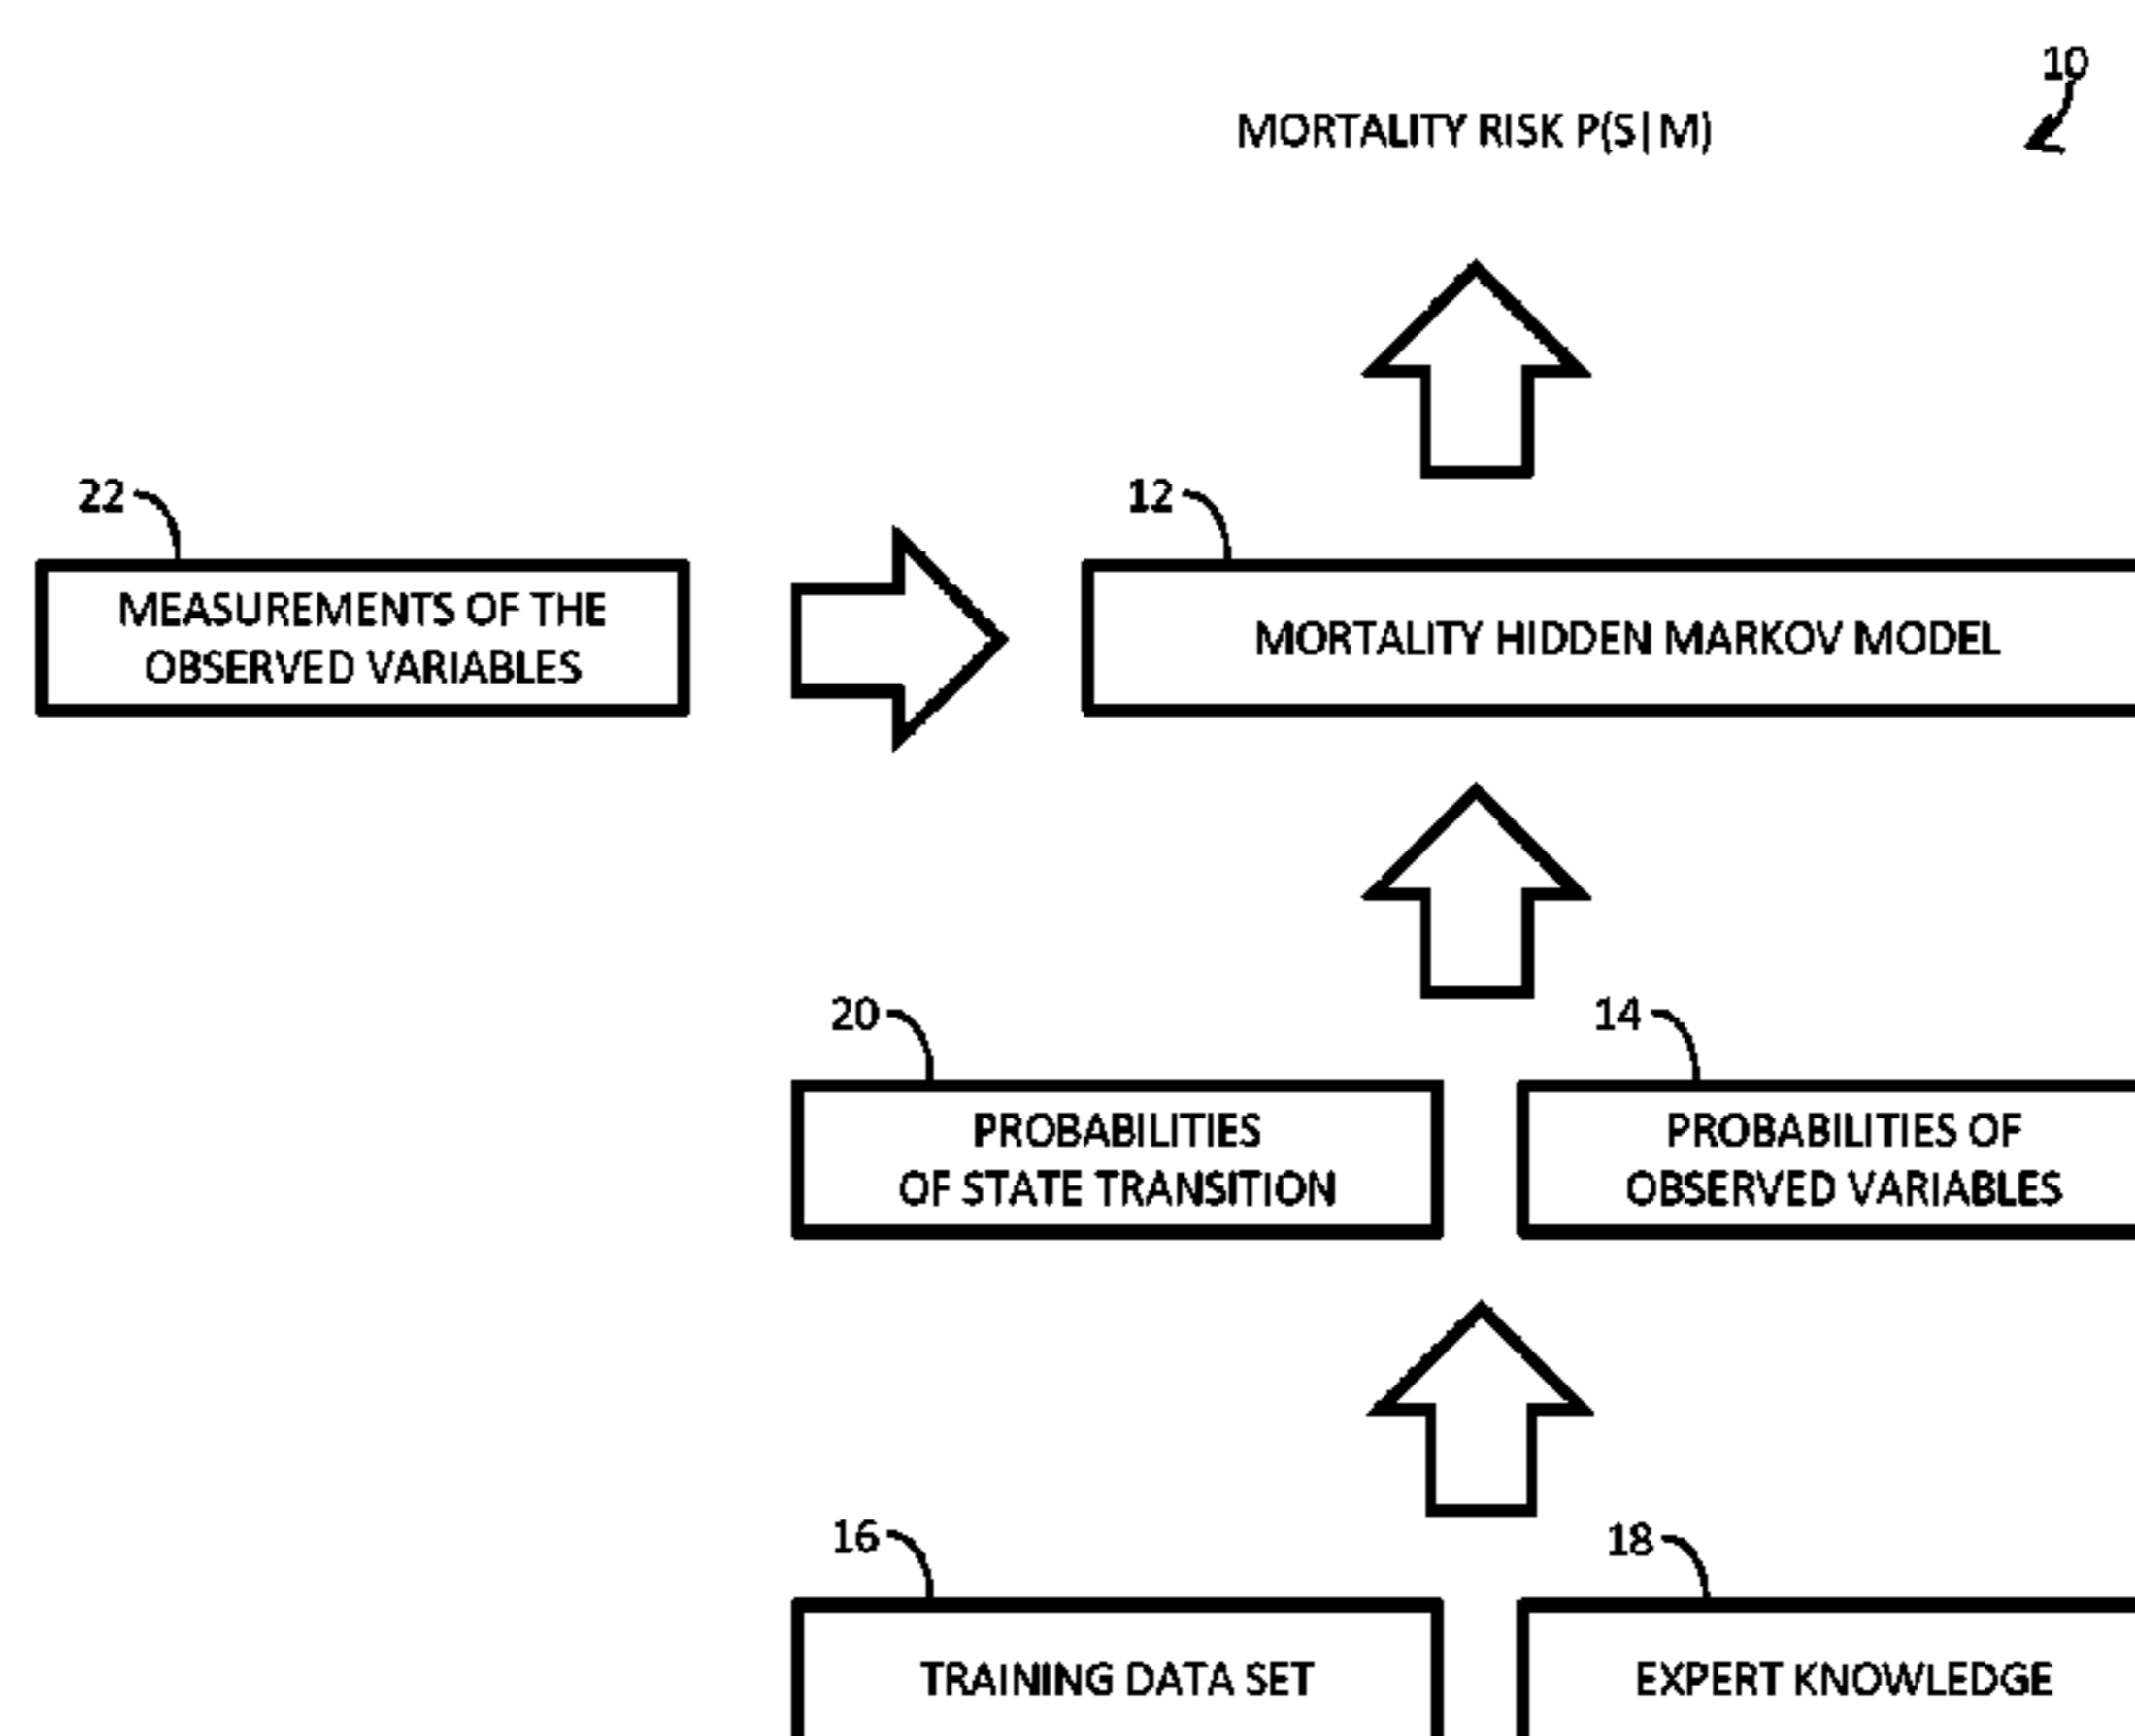 10
MORTALITY RISK P(S|M)
22
12
MEASUREMENTS OF THE
OBSERVED VARIABLES
MORTALITY HIDDEN MARKOV MODEL
20
14
PROBABILITIES
OF STATE TRANSITION
PROBABILITIES OF
OBSERVED VARIABLES
16
18
TRAINING DATA SET
EXPERT KNOWLEDGE